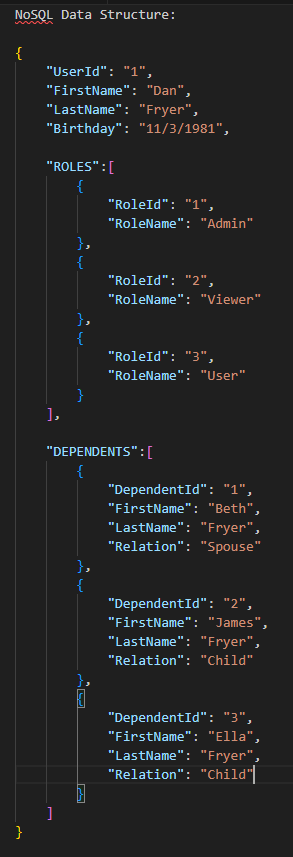 NoSQL Data Structure:
{
"UserId": "1",
"FirstName": "Dan",
"LastName": "Fryer",
"Birthday": "11/3/1981",
"ROLES":[
{
"RoleId": "1",
"RoleName": "Admin"
},
{
"RoleId": "2",
"RoleName": "Viewer"
},
{
"RoleId": "3",
"RoleName": "User"
}
],
"DEPENDENTS":[
{
"DependentId": "1",
"FirstName": "Beth",
"LastName": "Fryer",
"Relation": "Spouse"
},
{
"DependentId": "2",
"FirstName": "James",
"LastName": "Fryer",
"Relation": "Child"
},
{
"DependentId": "3",
"FirstName": "Ella",
"LastName": "Fryer",
"Relation": "Child"
}
]
}